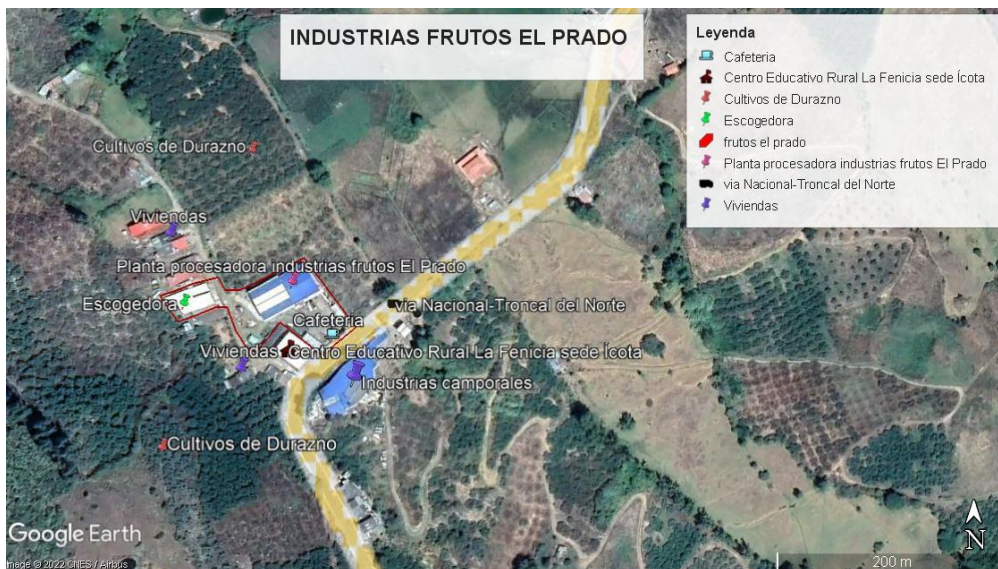 INDUSTRIAS FRUTOS EL PRADO
Leyenda
Cafeteria
Centro Educativo Rural La Fenicia sede Ícota
Cultivos de Durazno
Escogedora
frutos el prado
Planta procesadora industrias frutos El Prado
via Nacional-Troncal del Norte
Viviendas
Cultivos de Durazno
Viviendas
Planta procesadora industrias frutos El Prado
Escogedora
via Nacional-Troncal del Norte
Cafeteria
Viviendas
Centro Educativo Rural La Fenicia sede Ícota
Industrias camporales
Cultivos de Durazno
Google Earth
N
Image © 2022 CNES / Airbus
200 m